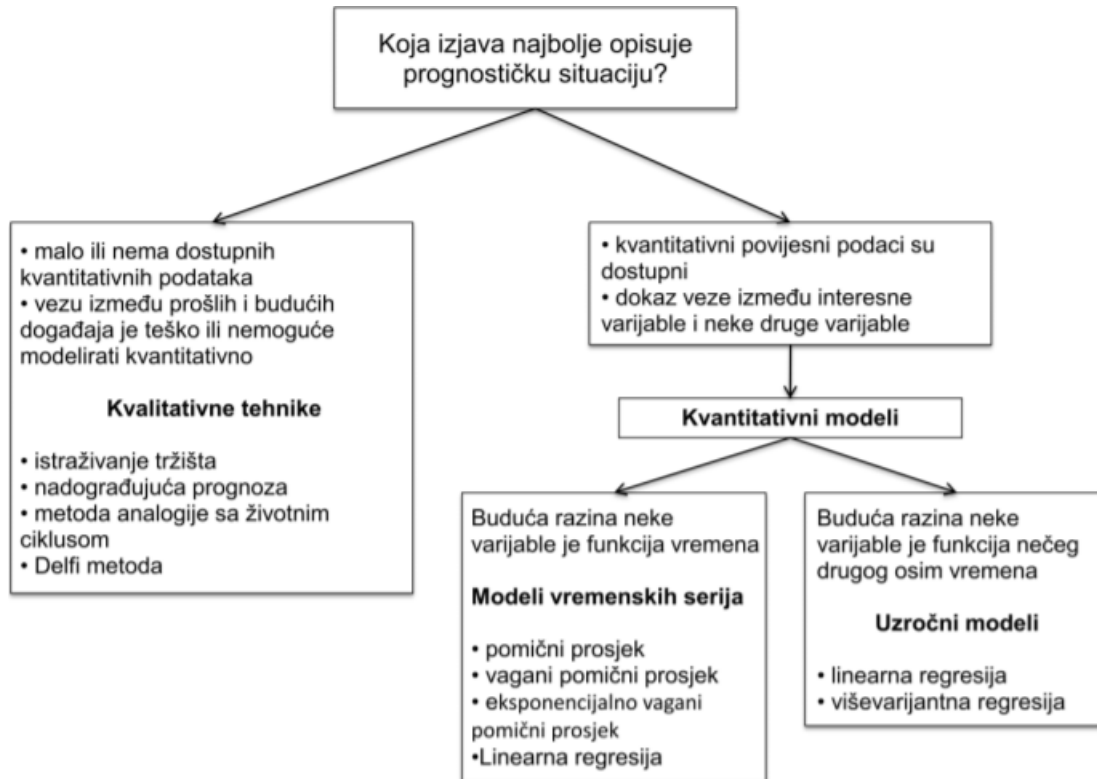 Koja izjava najbolje opisuje
prognostičku situaciju?
• malo ili nema dostupnih
kvantitativnih podataka
• vezu između prošlih i budućih
događaja je teško ili nemoguće
modelirati kvantitativno
Kvalitativne tehnike
• istraživanje tržišta
• nadograđujuća prognoza
• metoda analogije sa životnim
ciklusom
• Delfi metoda
• kvantitativni povijesni podaci su
dostupni
• dokaz veze između interesne
varijable i neke druge varijable
Kvantitativni modeli
Buduća razina neke
varijable je funkcija vremena
Modeli vremenskih serija
• pomični prosjek
• vagani pomični prosjek
• eksponencijalno vagani
pomični prosjek
•Linearna regresija
Buduća razina neke
varijable je funkcija nečeg
drugog osim vremena
Uzročni modeli
• linearna regresija
• viševarijantna regresija